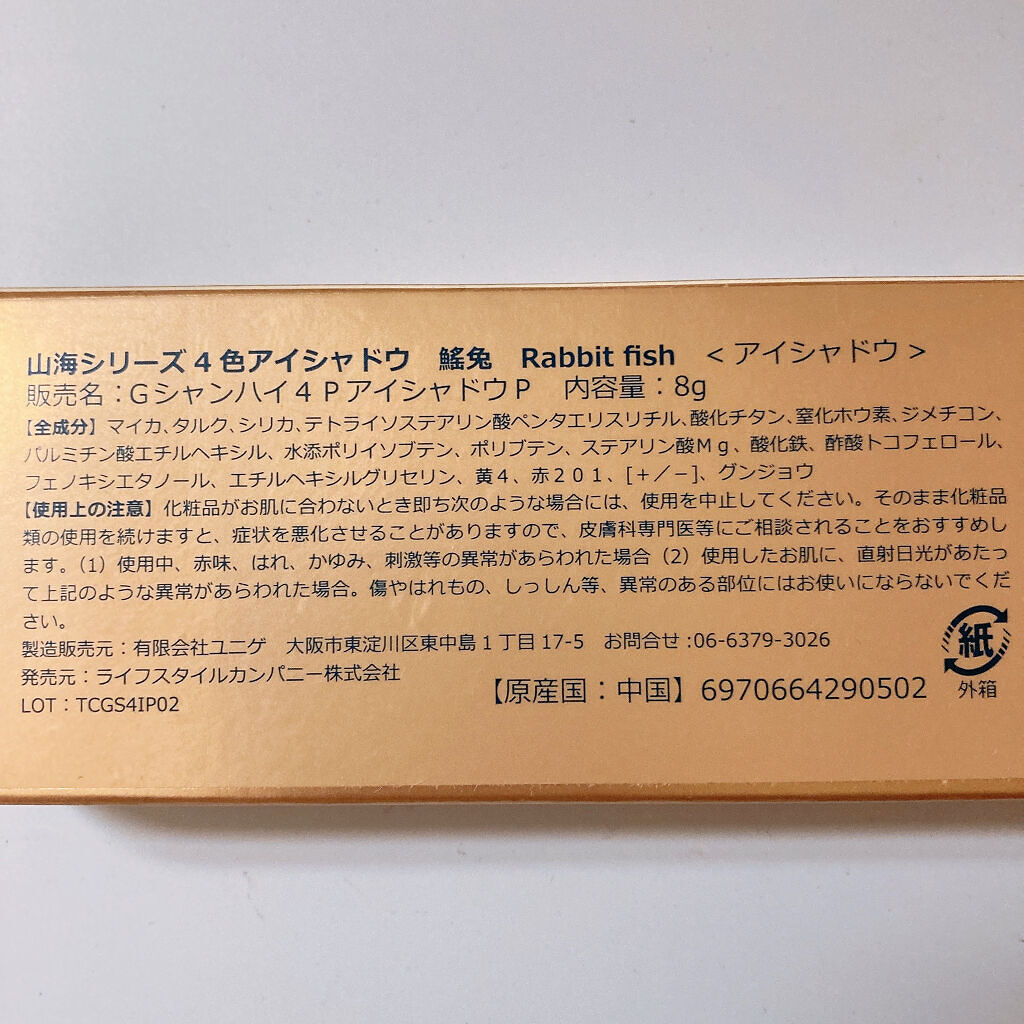 山海シリーズ4色アイシャドウ 鰩兔 Rabbit fish <アイシャドウ>
販売名:Gシャンハイ4PアイシャドウP 内容量:8g
【全成分】マイカ､タルク､シリカ､テトライソステアリン酸ペンタエリスリチル､酸化チタン､窒化ホウ素､ジメチコン､
パルミチン酸エチルヘキシル、水添ポリイソブテン、ポリブテン、ステアリン酸Mg、酸化鉄、酢酸トコフェロール、
フェノキシエタノール、エチルヘキシルグリセリン、黄4、赤201、[+/-]、グンジョウ
【使用上の注意】化粧品がお肌に合わないとき即ち次のような場合には、使用を中止してください。そのまま化粧品
類の使用を続けますと、症状を悪化させることがありますので、皮膚科専門医等にご相談されることをおすすめし
ます。(1)使用中、赤味、はれ、かゆみ、刺激等の異常があらわれた場合(2)使用したお肌に、直射日光があたっ
て上記のような異常があらわれた場合。傷やはれもの、しっしん等、異常のある部位にはお使いにならないでくだ
さい。
製造販売元:有限会社ユニゲ 大阪市東淀川区東中島1丁目17-5 お問合せ:06-6379-3026
発売元:ライフスタイルカンパニー株式会社
LOT:TCGS4IP02
【原産国:中国】6970664290502
紙
外箱